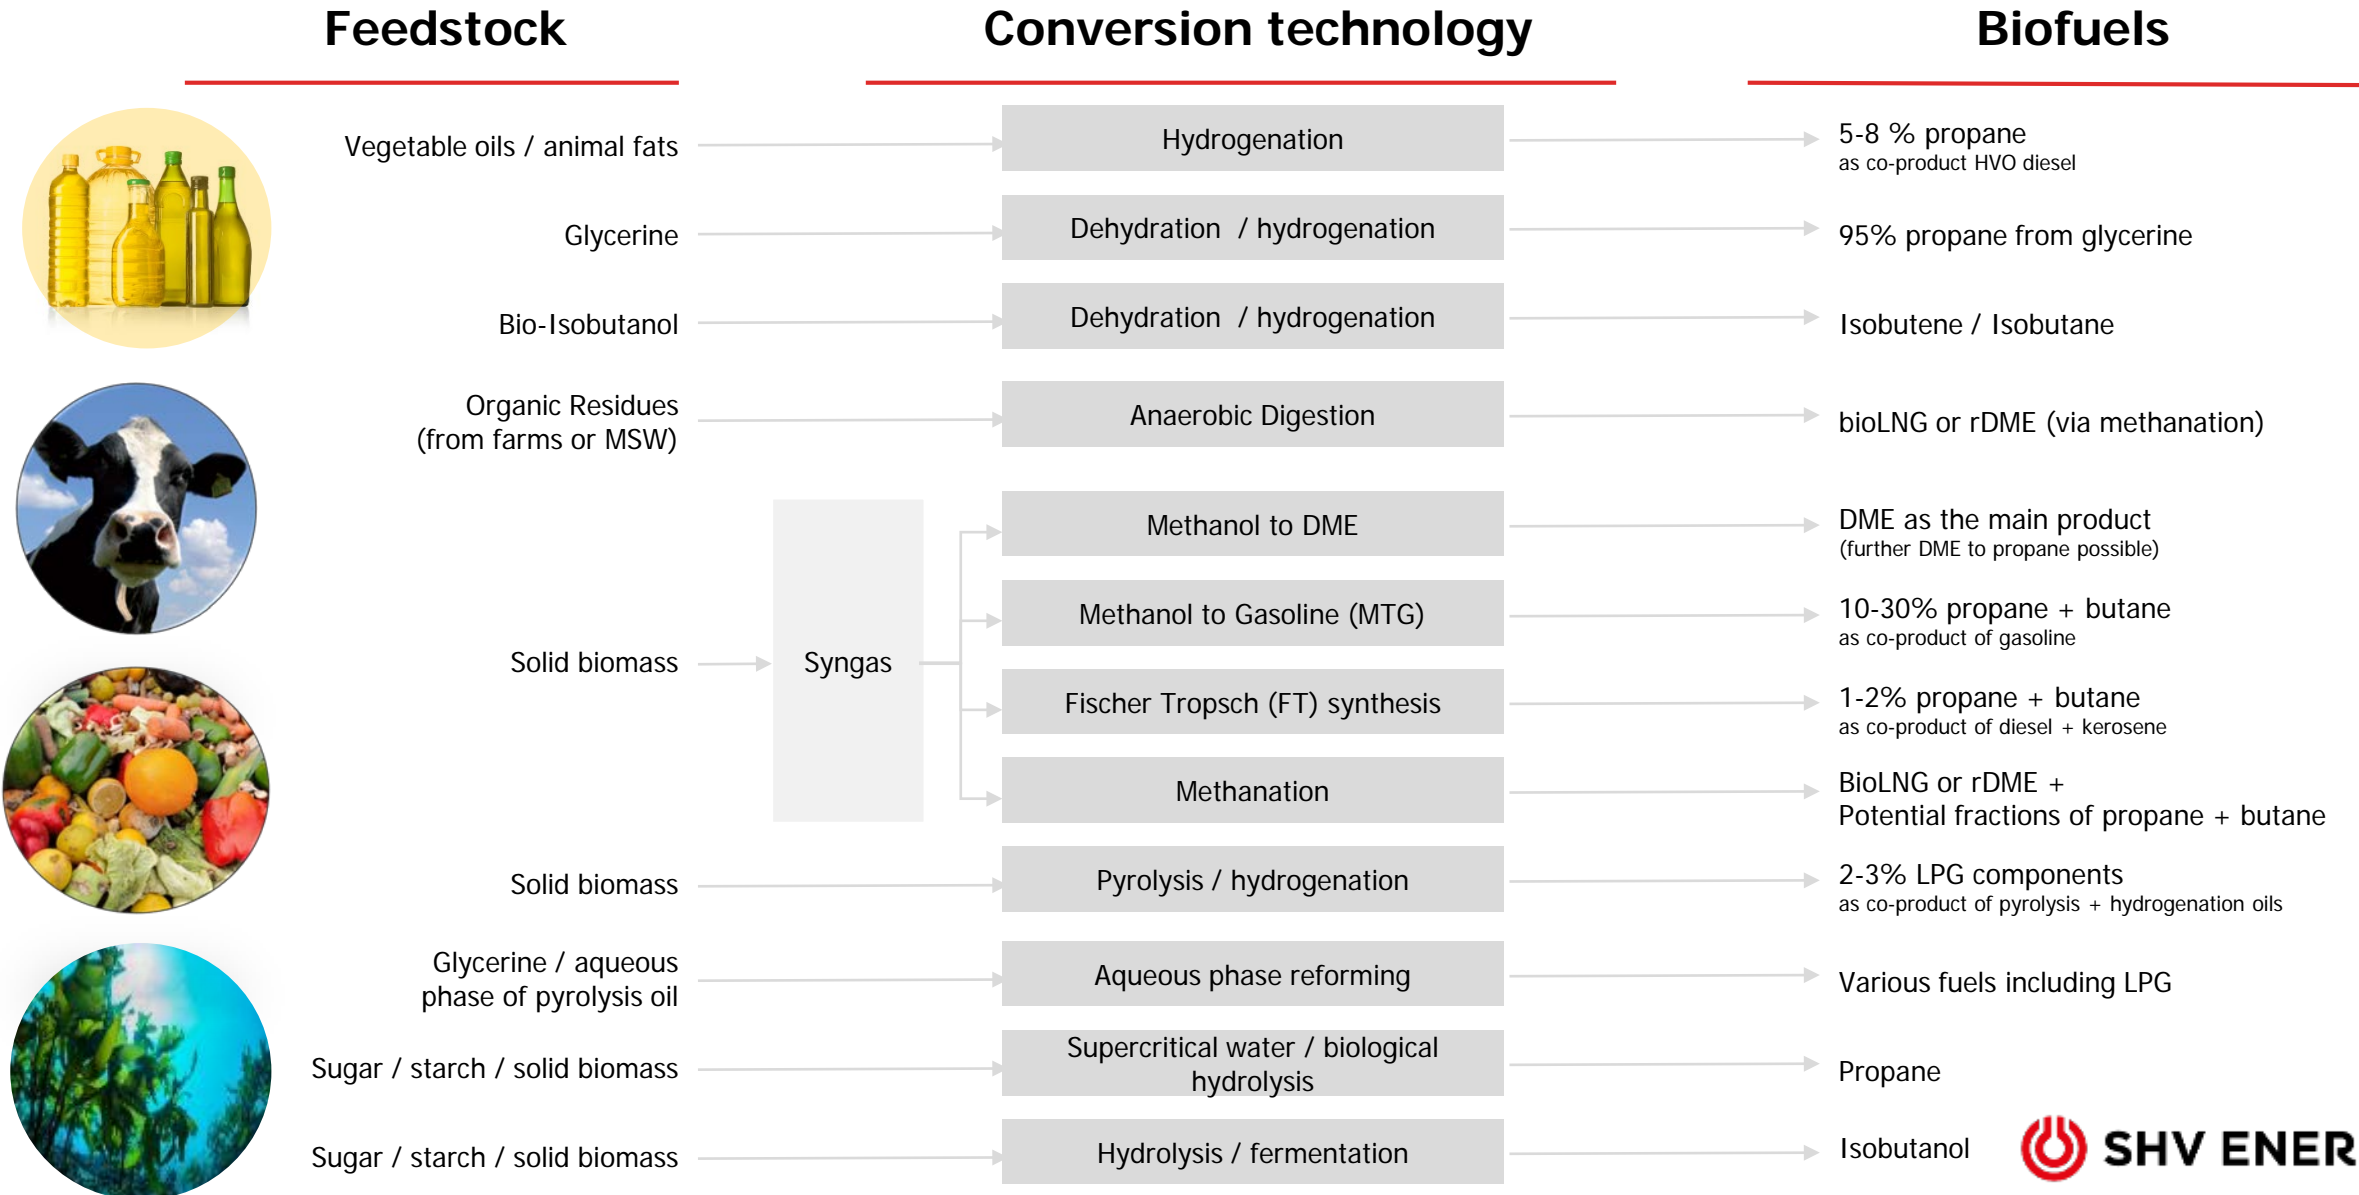 Feedstock
Conversion technology
Biofuels
Vegetable oils / animal fats
Hydrogenation
5-8 % propane
as co-product HVO diesel
Glycerine
Dehydration / hydrogenation
95% propane from glycerine
Bio-Isobutanol
Dehydration / hydrogenation
Isobutene / Isobutane
Organic Residues
(from farms or MSW)
Anaerobic Digestion
bioLNG or rDME (via methanation)
Solid biomass
Syngas
Methanol to DME
DME as the main product
(further DME to propane possible)
Methanol to Gasoline (MTG)
10-30% propane + butane
as co-product of gasoline
Fischer Tropsch (FT) synthesis
1-2% propane + butane
as co-product of diesel + kerosene
Methanation
BioLNG or rDME +
Potential fractions of propane + butane
Solid biomass
Pyrolysis / hydrogenation
2-3% LPG components
as co-product of pyrolysis + hydrogenation oils
Glycerine / aqueous
phase of pyrolysis oil
Aqueous phase reforming
Various fuels including LPG
Sugar / starch / solid biomass
Supercritical water / biological
hydrolysis
Propane
Sugar / starch / solid biomass
Hydrolysis / fermentation
Isobutanol
SHV ENER